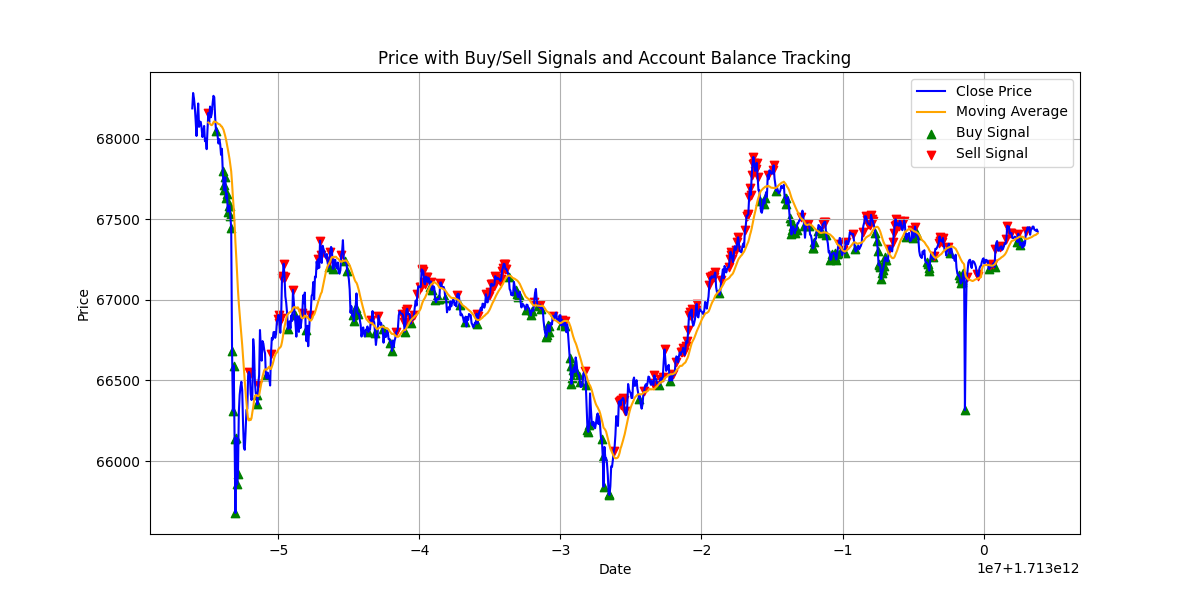 Price with Buy/Sell Signals and Account Balance Tracking
Close Price
Moving Average
Buy Signal
Sell Signal
68000
67500
67000
66500
66000
Price
−5
−4
−3
−2
−1
0
Date
1e7+1.713e12